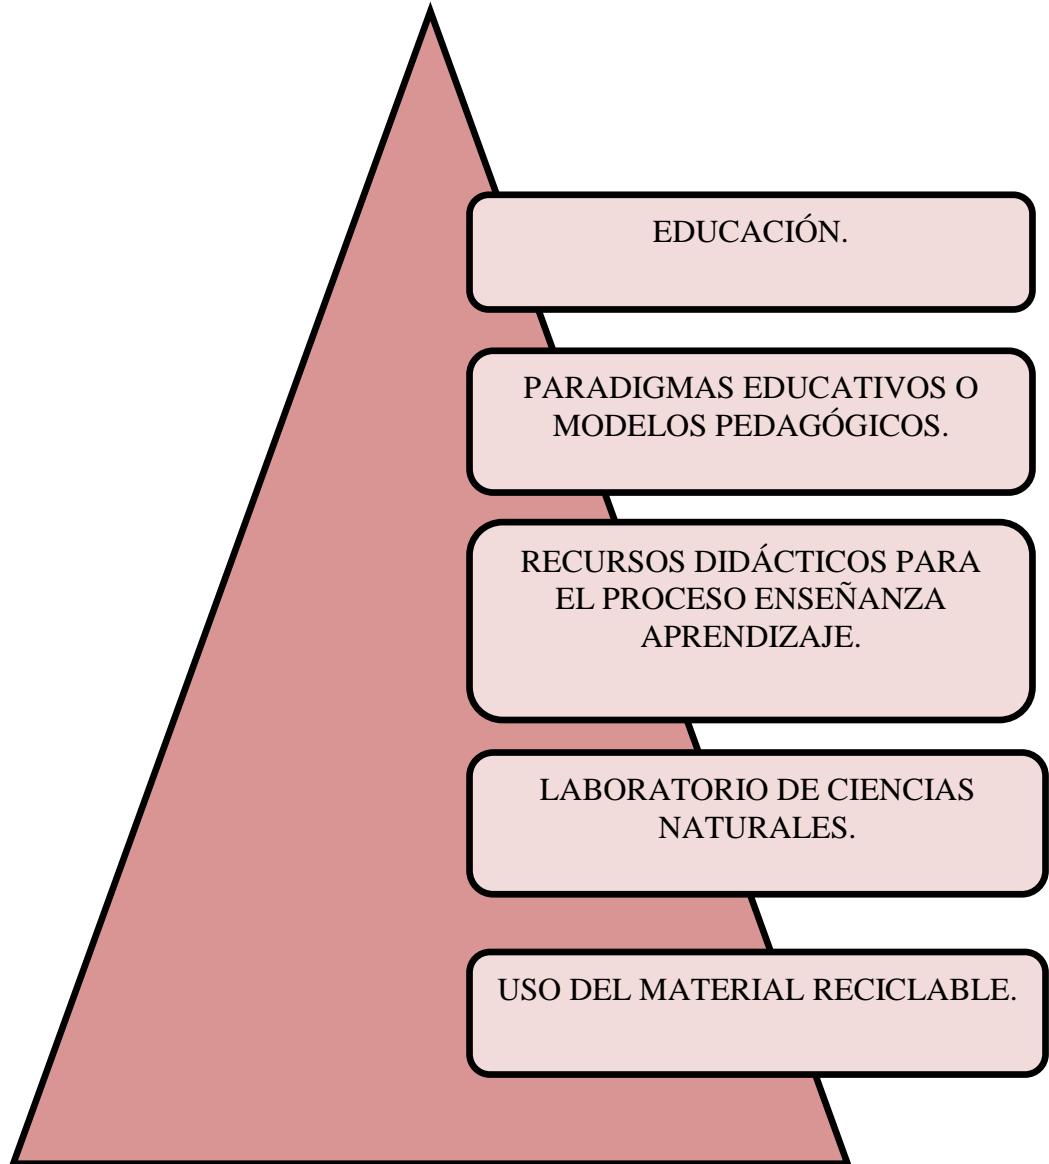 EDUCACIÓN.
PARADIGMAS EDUCATIVOS O
MODELOS PEDAGÓGICOS.
RECURSOS DIDÁCTICOS PARA
EL PROCESO ENSEÑANZA
APRENDIZAJE.
LABORATORIO DE CIENCIAS
NATURALES.
USO DEL MATERIAL RECICLABLE.